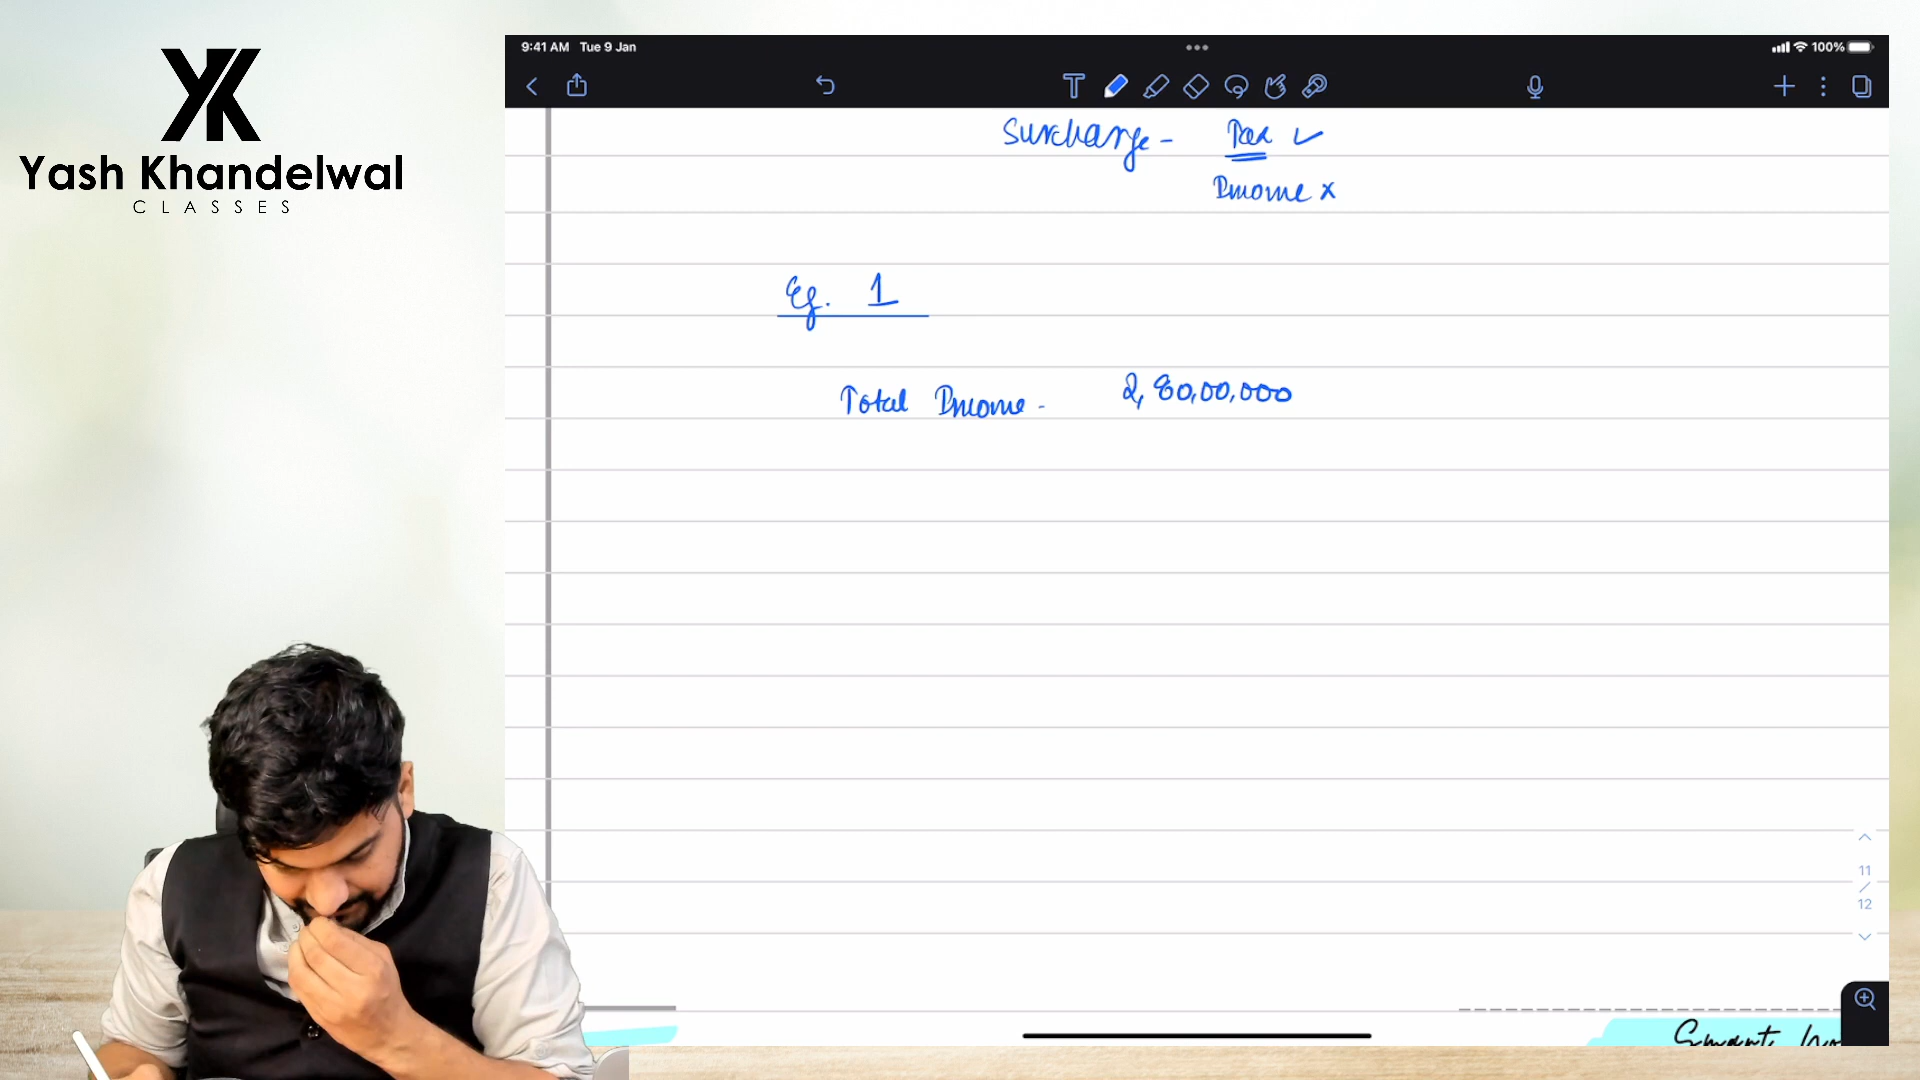 Yash Khandelwal
CLASSES
9:41 AM Tue 9 Jan
100%
Surcharge - Tax ✓
Income x
Eg. 1
Total Income - 2,80,00,000
11
/
12
Smart